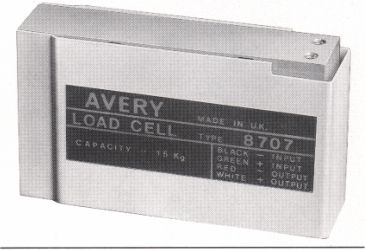 AVERY
MADE IN U.K.
LOAD CELL
TYPE 8707
CAPACITY - 15 Kg
BLACK - INPUT
GREEN + INPUT
RED - OUTPUT
WHITE + OUTPUT